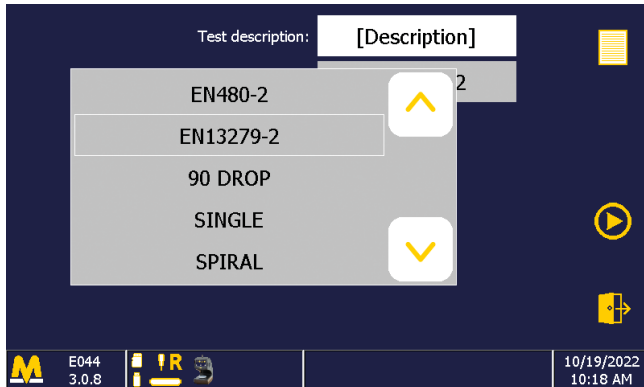 Test description: [Description]
2
EN480-2
EN13279-2
90 DROP
SINGLE
SPIRAL
E044
3.0.8
R
10/19/2022
10:18 AM